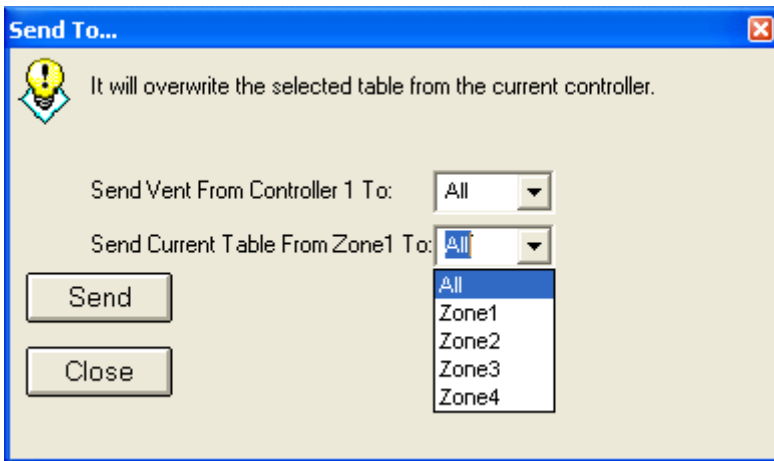 Send To...
It will overwrite the selected table from the current controller.
Send Vent From Controller 1 To: All
Send Current Table From Zone1 To: All
All
Zone1
Zone2
Zone3
Zone4
Send
Close